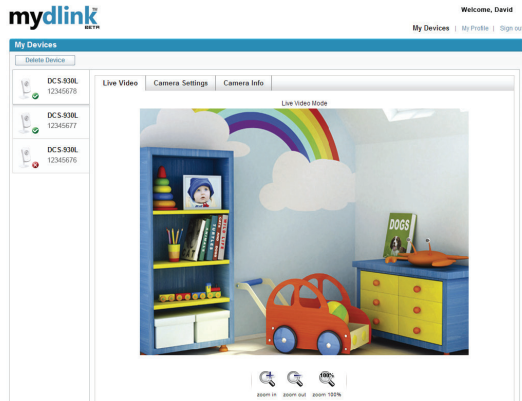 mydlink
BETA
Welcome, David
My Devices | My Profile | Sign ou
My Devices
Delete Device
DCS-930L
12345678
DCS-930L
12345677
DCS-930L
12345676
Live Video
Camera Settings
Camera Info
Live Video Mode
DOGS
100%
zoom in
zoom out
zoom 100%